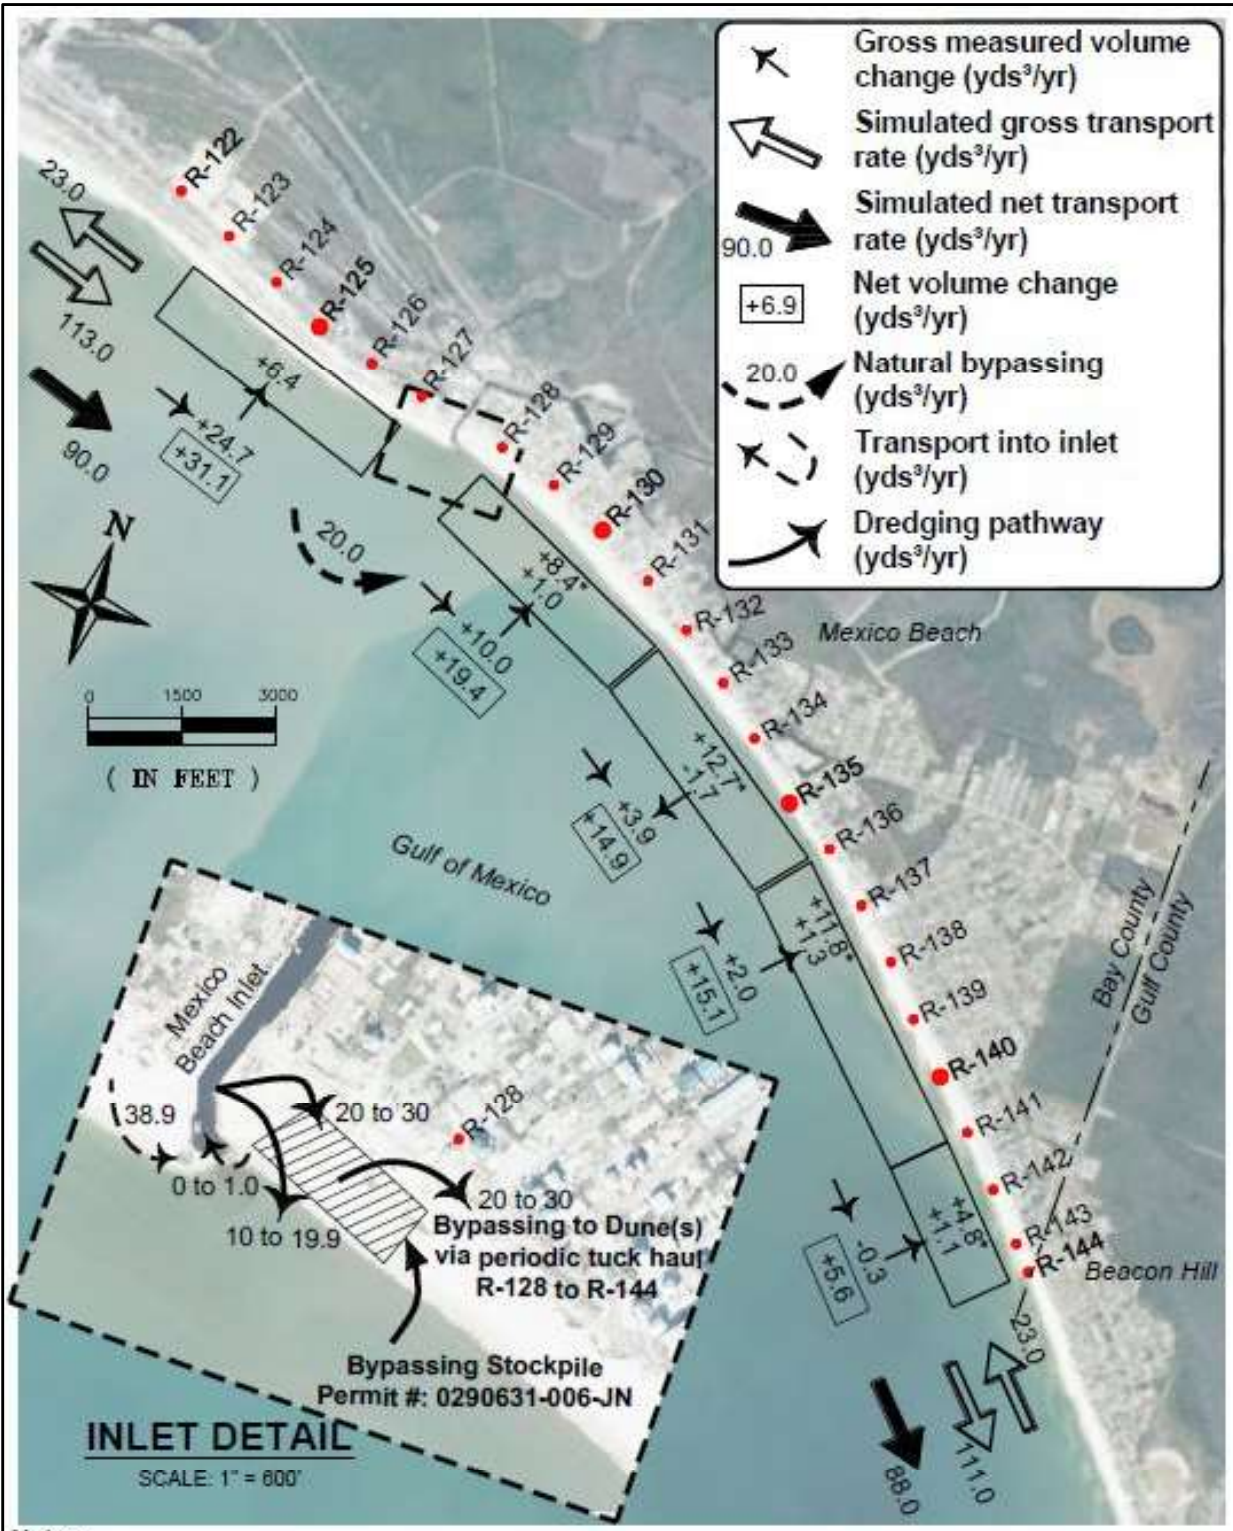 Gross measured volume
change (yds³/yr)
Simulated gross transport
rate (yds³/yr)
Simulated net transport
rate (yds³/yr)
90.0
Net volume change
(yds³/yr)
+6.9
Natural bypassing
(yds³/yr)
20.0
Transport into inlet
(yds³/yr)
Dredging pathway
(yds³/yr)
R-122
R-123
R-124
R-125
R-126
R-127
R-128
R-129
R-130
R-131
R-132
R-133
R-134
R-135
R-136
R-137
R-138
R-139
R-140
R-141
R-142
R-143
R-144
23.0
113.0
90.0
+6.4
+24.7
+31.1
N
20.0
+8.4*
+1.0
+10.0
+19.4
0 1500 3000
( IN FEET )
Mexico Beach
+12.7*
-1.7
+3.9
+14.9
Gulf of Mexico
+11.8*
+1.3
+2.0
+15.1
Bay County
Gulf County
+4.8*
+1.1
-0.3
+5.6
Beacon Hill
23.0
111.0
88.0
Mexico
Beach Inlet
38.9
20 to 30
R-128
0 to 1.0
10 to 19.9
20 to 30
Bypassing to Dune(s)
via periodic tuck haul
R-128 to R-144
Bypassing Stockpile
Permit #: 0290631-006-JN
INLET DETAIL
SCALE: 1" = 600'